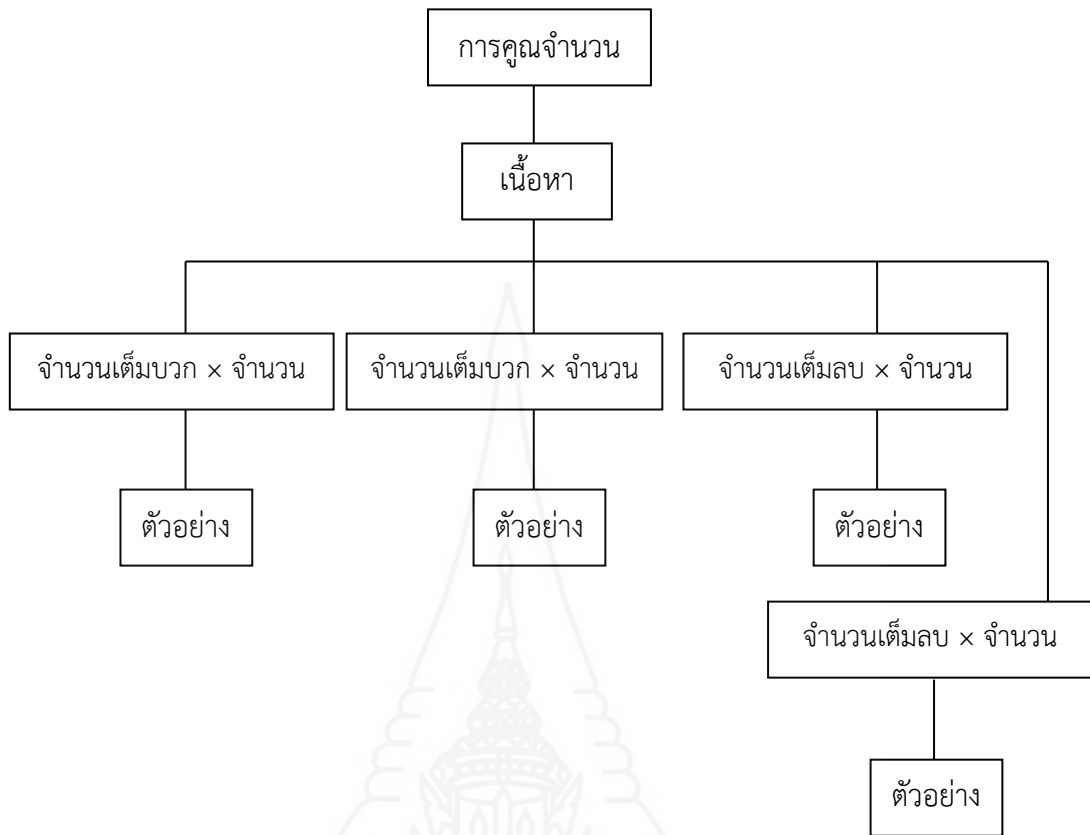 การคูณจำนวน
เนื้อหา
จำนวนเต็มบวก × จำนวน
จำนวนเต็มบวก × จำนวน
จำนวนเต็มลบ × จำนวน
ตัวอย่าง
ตัวอย่าง
ตัวอย่าง
จำนวนเต็มลบ × จำนวน
ตัวอย่าง